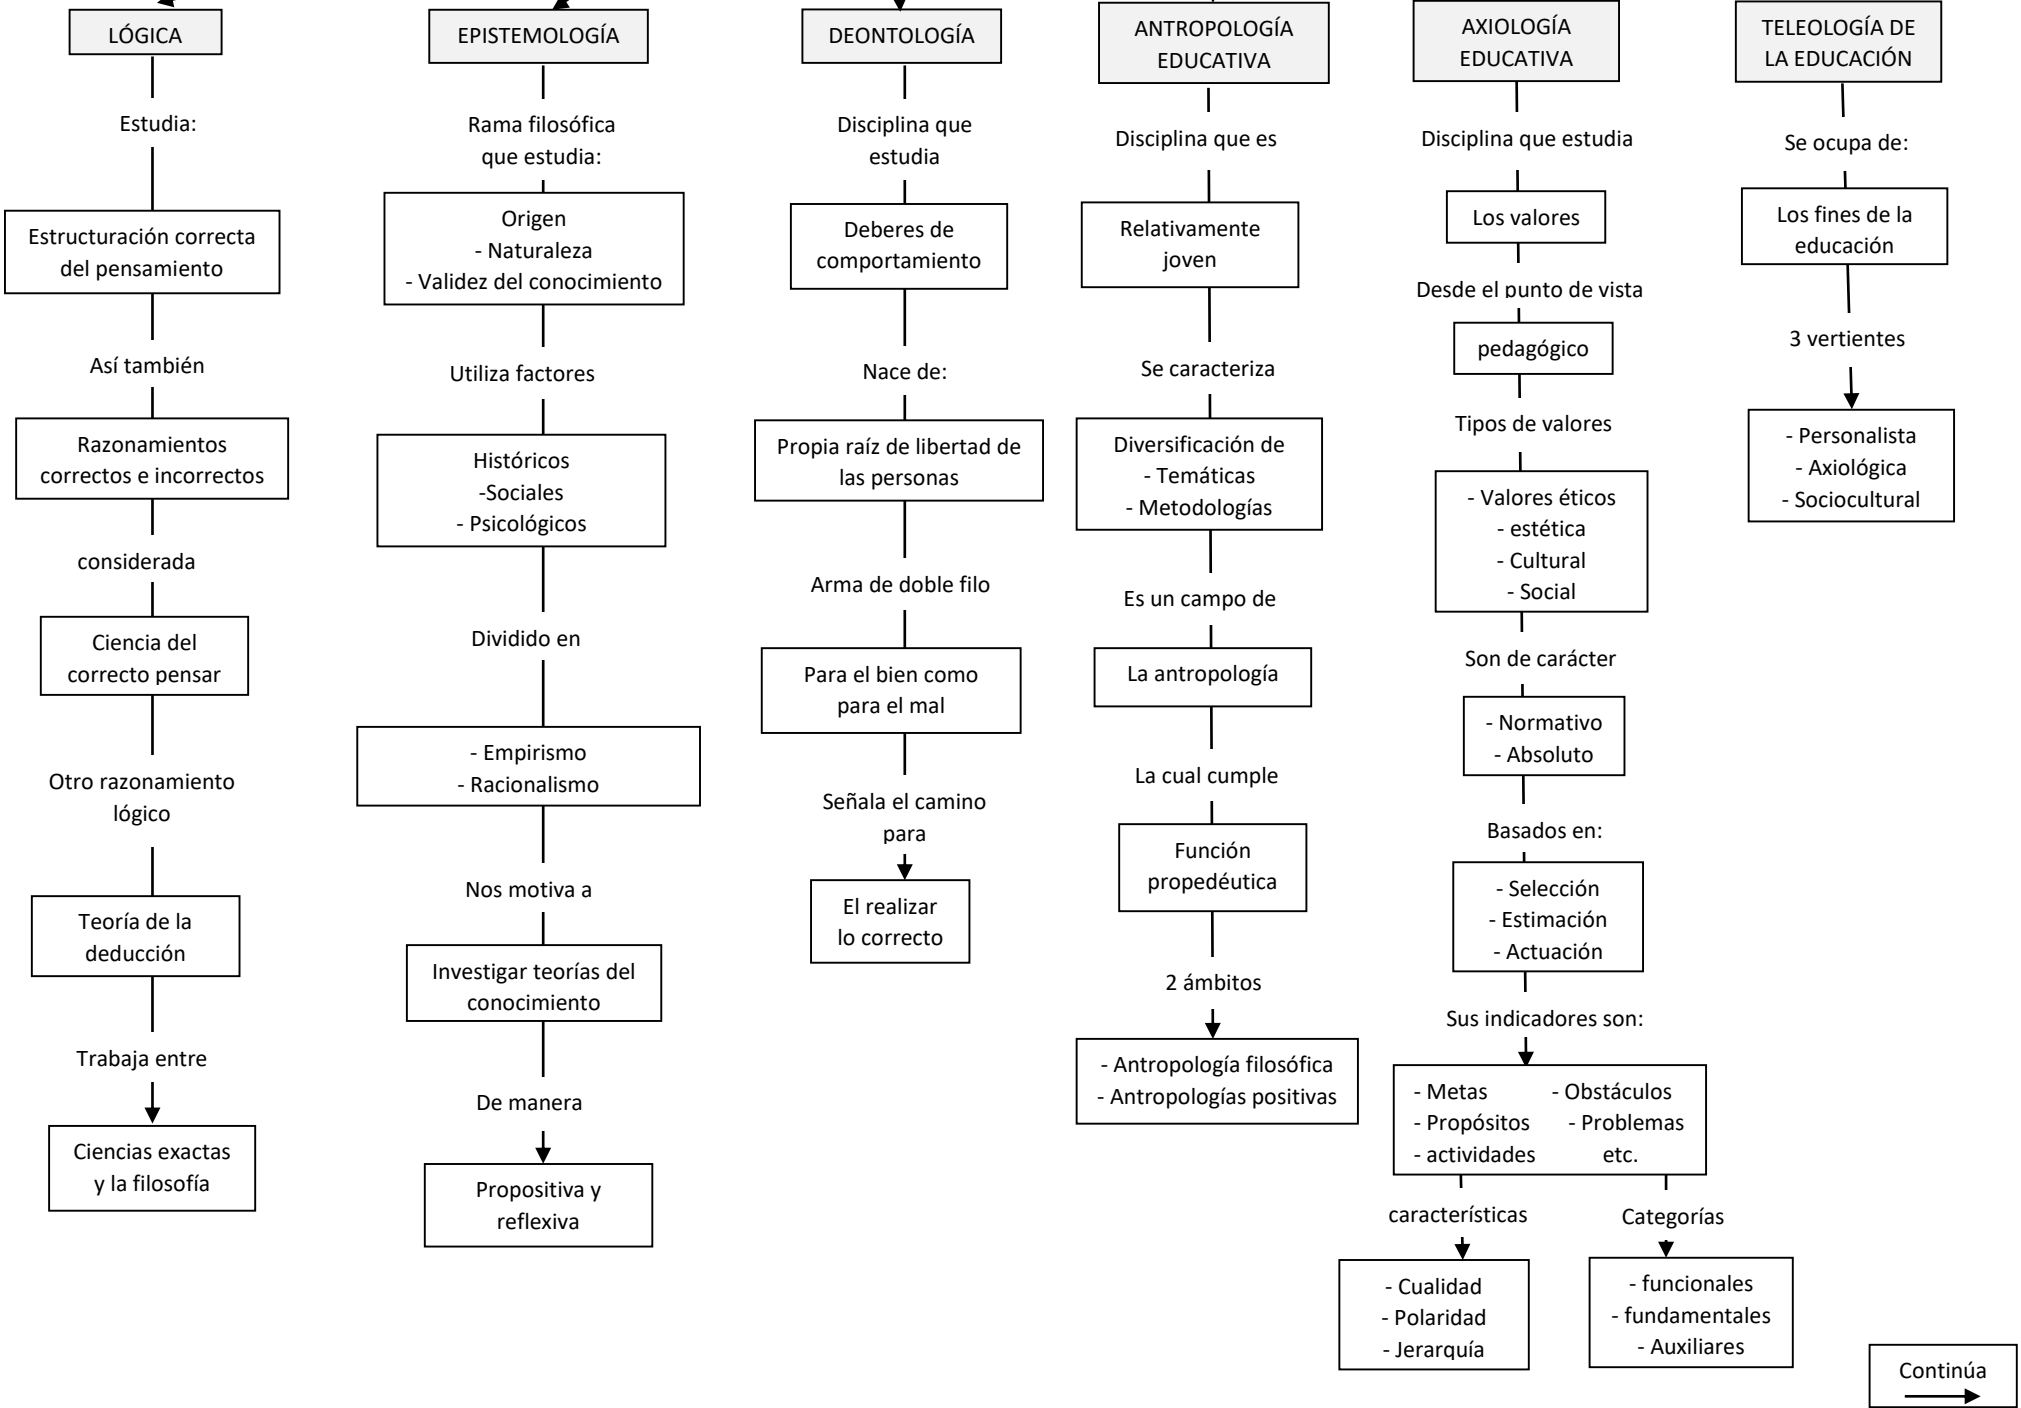 LÓGICA
Estudia:
Estructuración correcta
del pensamiento
Así también
Razonamientos
correctos e incorrectos
considerada
Ciencia del
correcto pensar
Otro razonamiento
lógico
Teoría de la
deducción
Trabaja entre
Ciencias exactas
y la filosofía
EPISTEMOLOGÍA
Rama filosófica
que estudia:
Origen
- Naturaleza
- Validez del conocimiento
Utiliza factores
Históricos
-Sociales
- Psicológicos
Dividido en
- Empirismo
- Racionalismo
Nos motiva a
Investigar teorías del
conocimiento
De manera
Propositiva y
reflexiva
DEONTOLOGÍA
Disciplina que
estudia
Deberes de
comportamiento
Nace de:
Propia raíz de libertad de
las personas
Arma de doble filo
Para el bien como
para el mal
Señala el camino
para
El realizar
lo correcto
ANTROPOLOGÍA
EDUCATIVA
Disciplina que es
Relativamente
joven
Se caracteriza
Diversificación de
- Temáticas
- Metodologías
Es un campo de
La antropología
La cual cumple
Función
propedéutica
2 ámbitos
- Antropología filosófica
- Antropologías positivas
AXIOLOGÍA
EDUCATIVA
Disciplina que estudia
Los valores
Desde el punto de vista
pedagógico
Tipos de valores
- Valores éticos
- estética
- Cultural
- Social
Son de carácter
- Normativo
- Absoluto
Basados en:
- Selección
- Estimación
- Actuación
Sus indicadores son:
- Metas - Obstáculos
- Propósitos - Problemas
- actividades etc.
características
- Cualidad
- Polaridad
- Jerarquía
Categorías
- funcionales
- fundamentales
- Auxiliares
TELEOLOGÍA DE
LA EDUCACIÓN
Se ocupa de:
Los fines de la
educación
3 vertientes
- Personalista
- Axiológica
- Sociocultural
Continúa